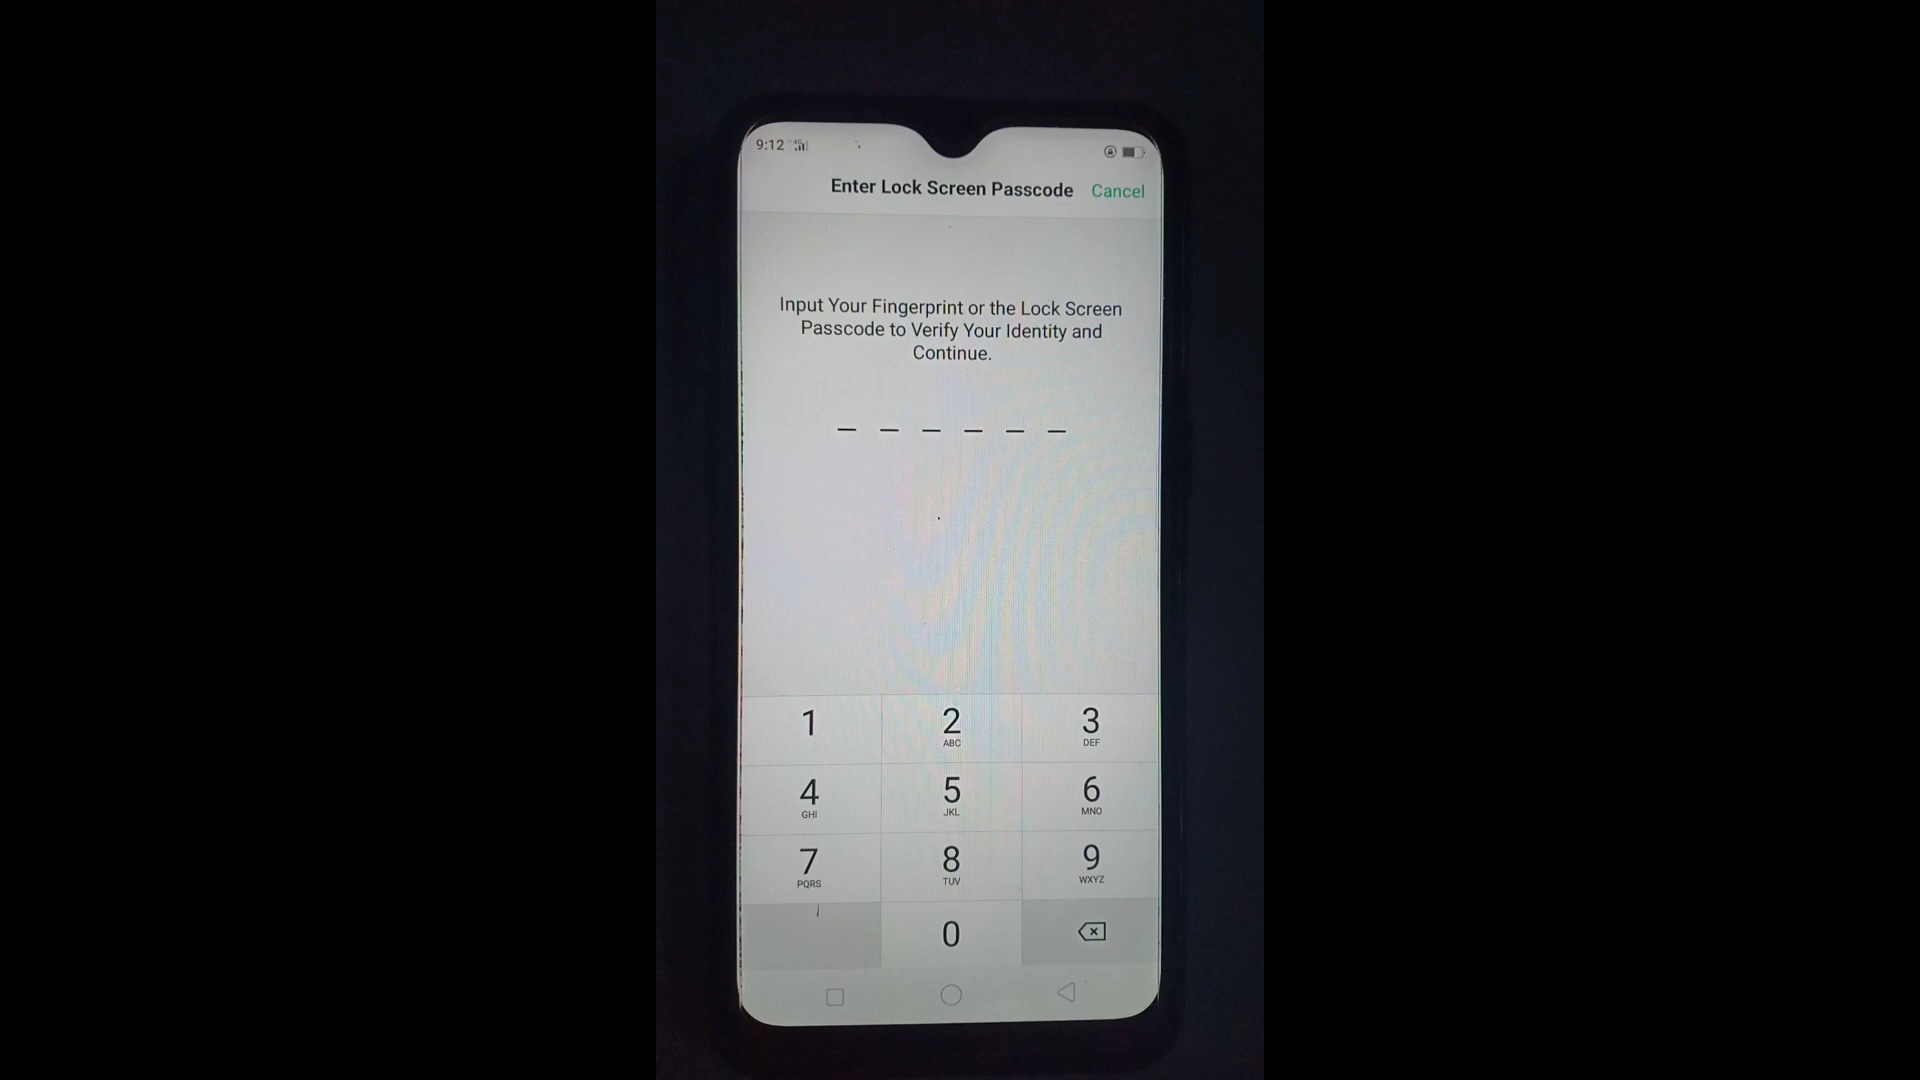 9:12 4G
Enter Lock Screen Passcode Cancel
Input Your Fingerprint or the Lock Screen
Passcode to Verify Your Identity and
Continue.
1 2 3
ABC DEF
4 5 6
GHI JKL MNO
7 8 9
PQRS TUV WXYZ
0